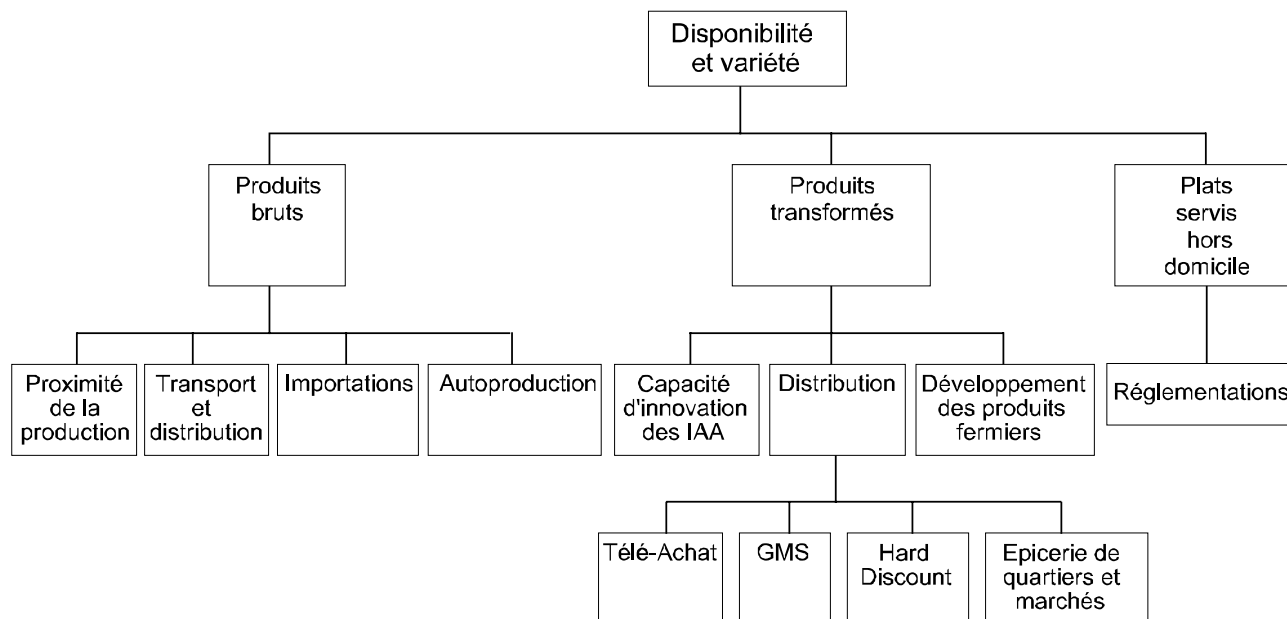 Disponibilité
et variété
Produits
bruts
Produits
transformés
Plats
servis
hors
domicile
Proximité
de la
production
Transport
et
distribution
Importations
Autoproduction
Capacité
d'innovation
des IAA
Distribution
Développement
des produits
fermiers
Réglementations
Télé-Achat
GMS
Hard
Discount
Epicerie de
quartiers et
marchés